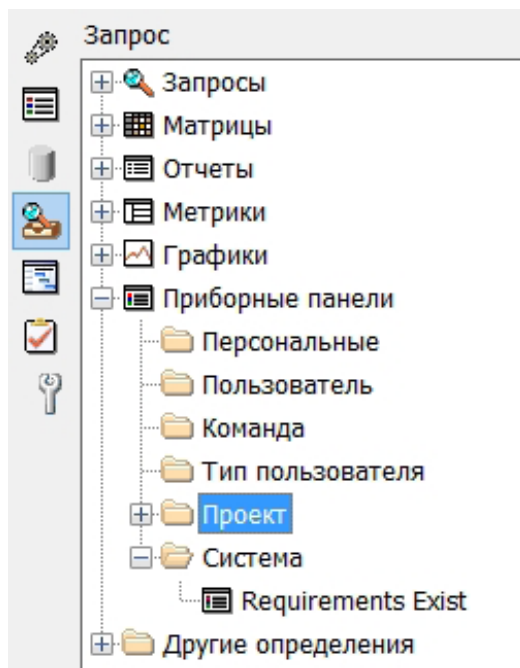 Запрос
Запросы
Матрицы
Отчеты
Метрики
Графики
Приборные панели
Персональные
Пользователь
Команда
Тип пользователя
Проект
Система
Requirements Exist
Другие определения